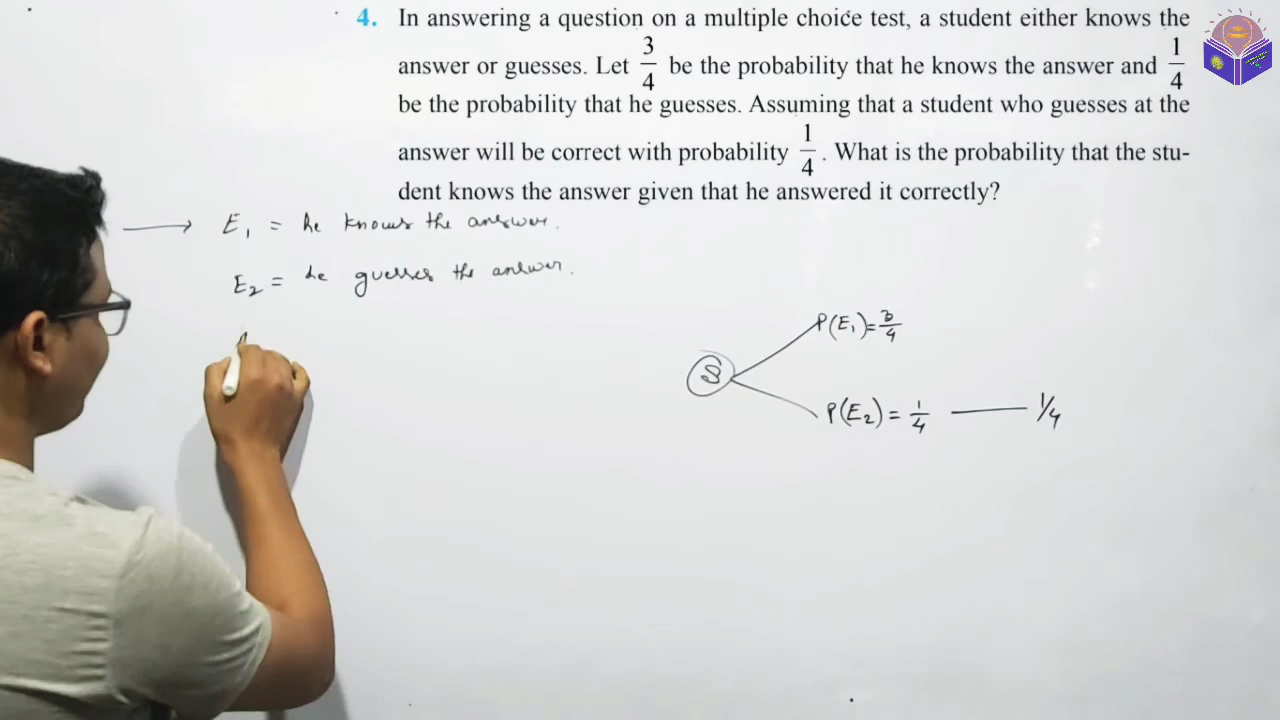 4. In answering a question on a multiple choice test, a student either knows the
answer or guesses. Let 3/4 be the probability that he knows the answer and 1/4
be the probability that he guesses. Assuming that a student who guesses at the
answer will be correct with probability 1/4. What is the probability that the stu-
dent knows the answer given that he answered it correctly?
E₁ = he knows the answer.
E₂ = he guesses the answer.
P(E₁)=3/4
S
P(E₂)=1/4 — 1/4